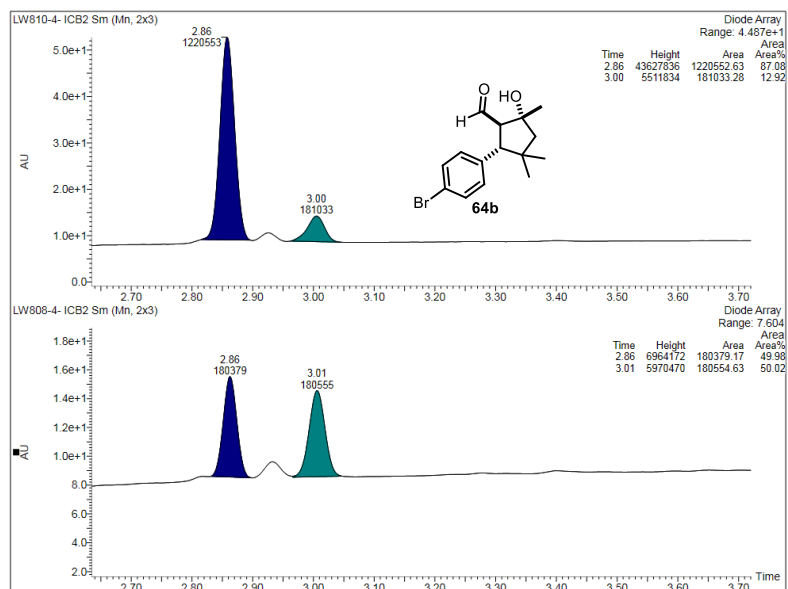 LW810-4- ICB2 Sm (Mn, 2x3)
Diode Array
Range: 4.487e+1
Area
Time Height Area Area%
2.86 43627836 1220552.63 87.08
3.00 5511834 181033.28 12.92
2.86
1220553
5.0e+1
4.0e+1
3.0e+1
2.0e+1
1.0e+1
0.0
AU
O
HO
H
Br
64b
3.00
181033
2.70 2.80 2.90 3.00 3.10 3.20 3.30 3.40 3.50 3.60 3.70
LW808-4- ICB2 Sm (Mn, 2x3)
Diode Array
Range: 7.604
Area
Time Height Area Area%
2.86 6964172 180379.17 49.98
3.01 5970470 180554.63 50.02
1.8e+1
1.6e+1
1.4e+1
1.2e+1
1.0e+1
8.0
6.0
4.0
2.0
AU
2.86
180379
3.01
180555
Time
2.70 2.80 2.90 3.00 3.10 3.20 3.30 3.40 3.50 3.60 3.70